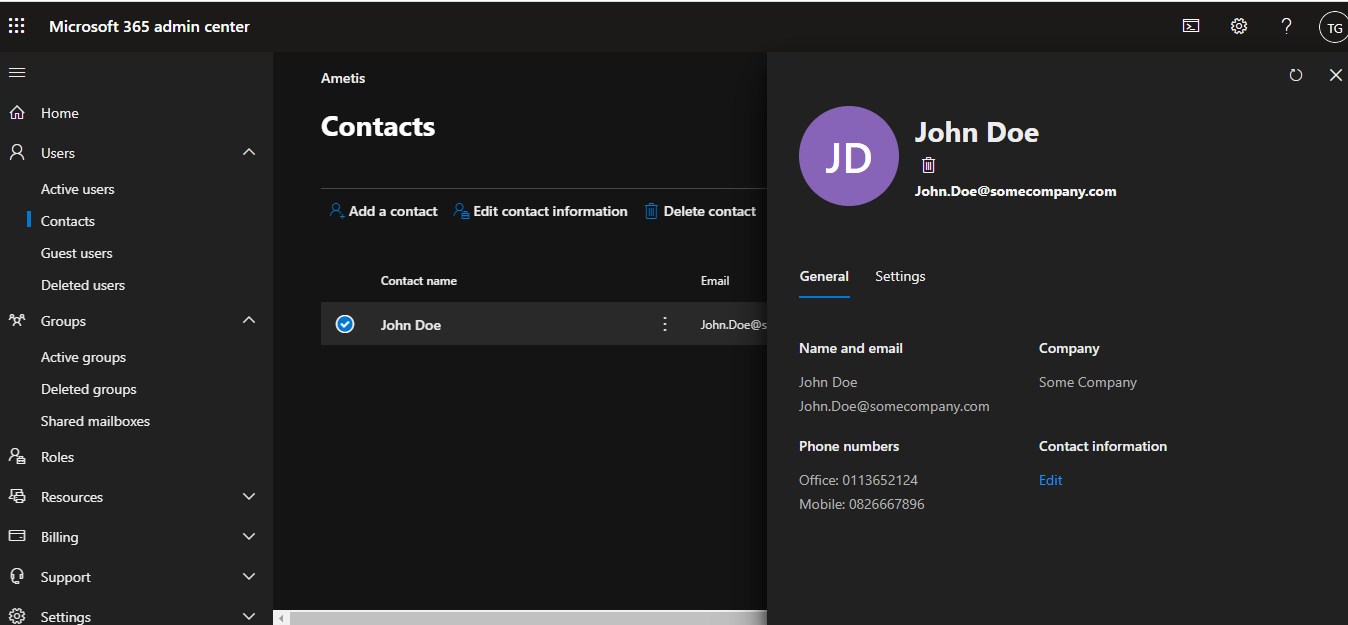 Microsoft 365 admin center
TG
Home
Users
Active users
Contacts
Guest users
Deleted users
Groups
Active groups
Deleted groups
Shared mailboxes
Roles
Resources
Billing
Support
Settings
Ametis
Contacts
Add a contact Edit contact information Delete contact
Contact name Email
John Doe John.Doe@s
JD
John Doe
John.Doe@somecompany.com
General Settings
Name and email
John Doe
John.Doe@somecompany.com
Company
Some Company
Phone numbers
Office: 0113652124
Mobile: 0826667896
Contact information
Edit